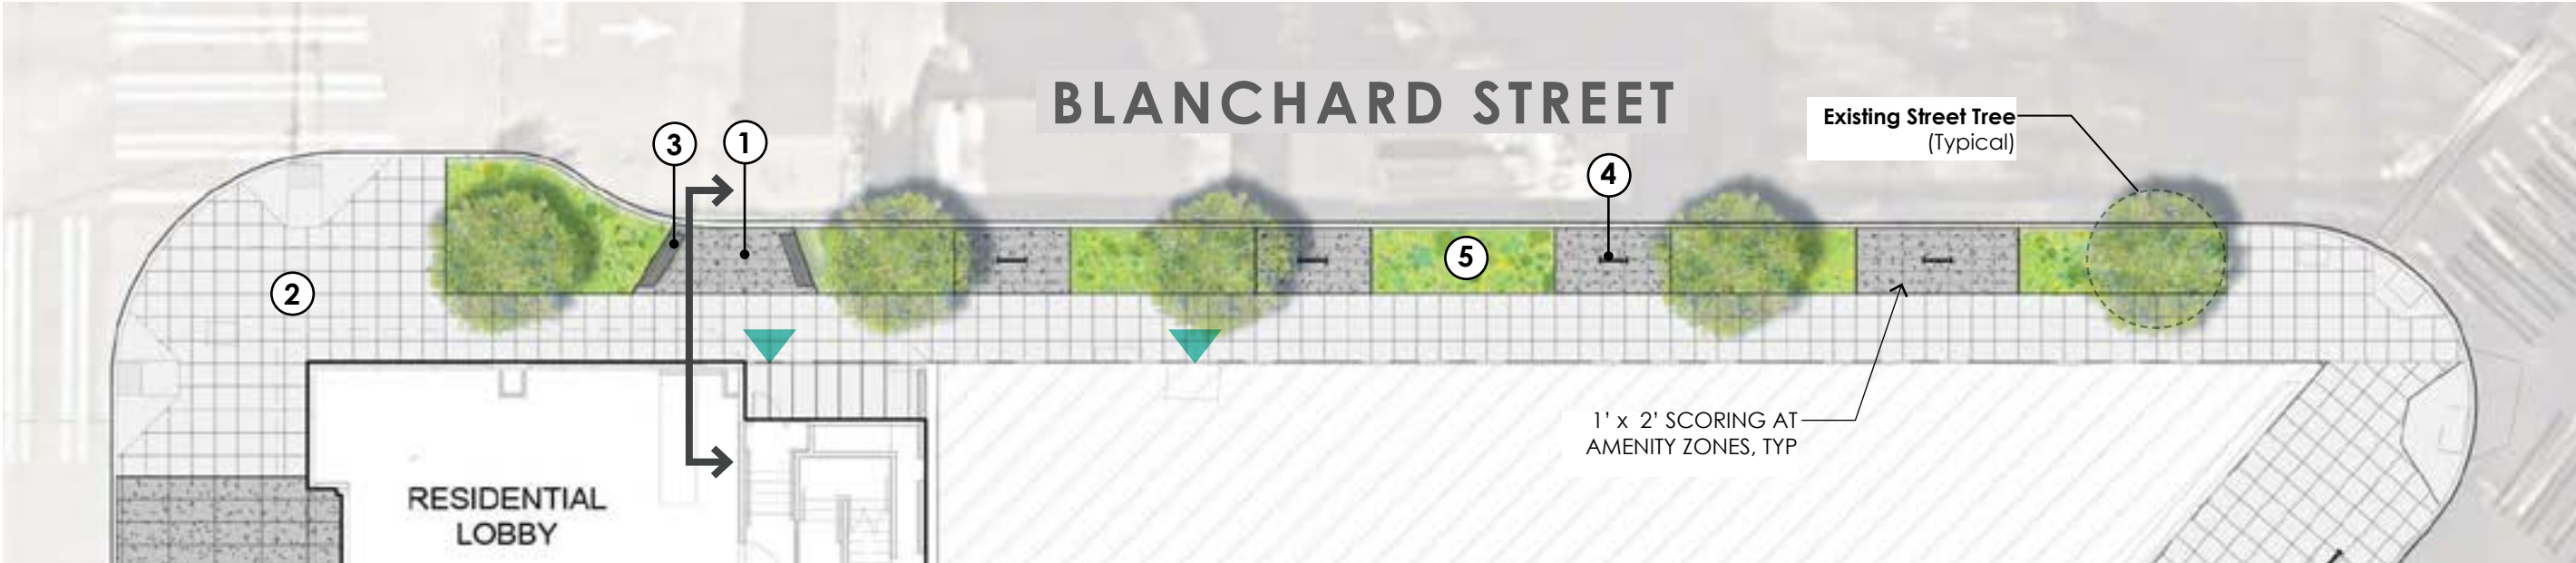 BLANCHARD STREET
Existing Street Tree
(Typical)
3
1
4
2
5
1' x 2' SCORING AT
AMENITY ZONES, TYP
RESIDENTIAL
LOBBY